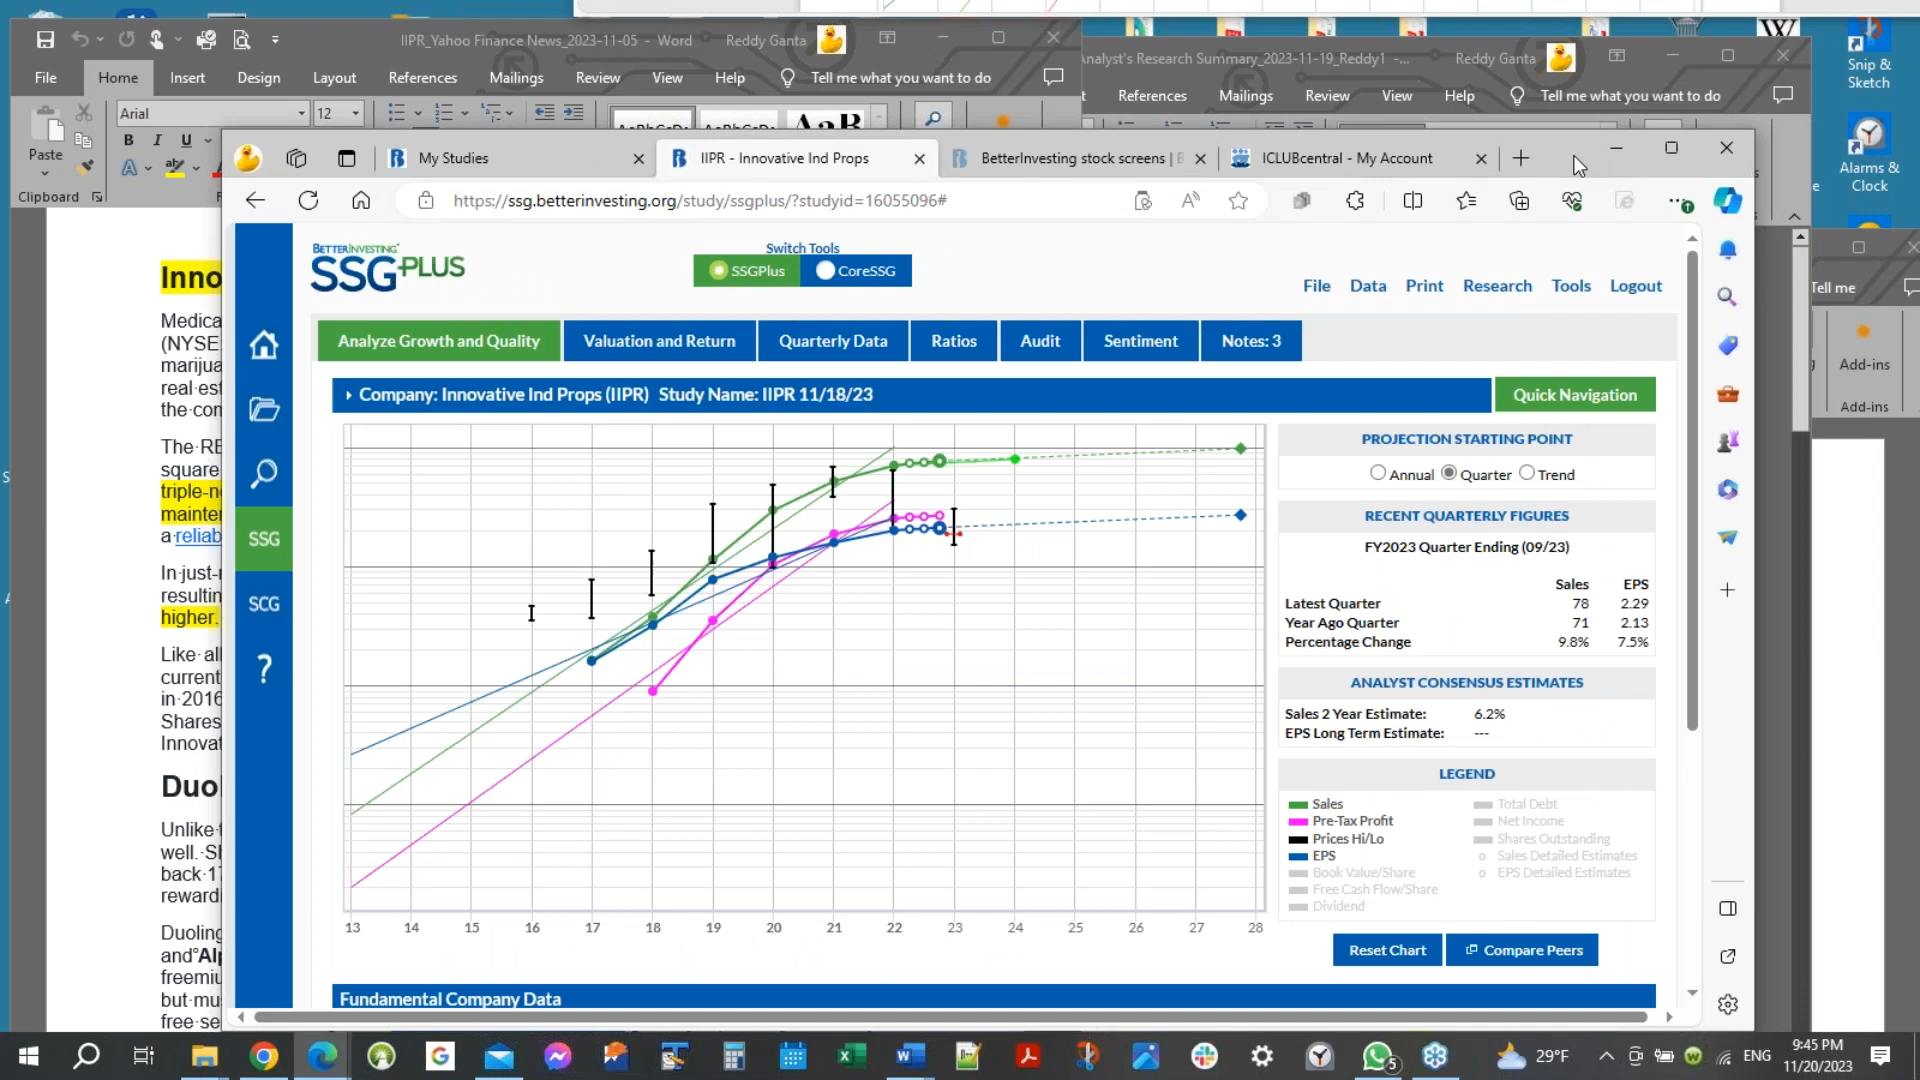 IIPR_Yahoo Finance News_2023-11-05 - Word
Reddy Ganta
File Home Insert Design Layout References Mailings Review View Help Tell me what you want to do
Arial 12
Paste
B I U
Clipboard
Analyst's Research Summary_2023-11-19_Reddy1 -...
Reddy Ganta
References Mailings Review View Help Tell me what you want to do
Snip &
Sketch
Alarms &
Clock
Tell me
Add-ins
Add-ins
My Studies
IIPR - Innovative Ind Props
BetterInvesting stock screens |
ICLUBcentral - My Account
https://ssg.betterinvesting.org/study/ssgplus/?studyid=16055096#
BETTERINVESTING
SSGPLUS
Switch Tools
SSGPlus CoreSSG
File Data Print Research Tools Logout
Analyze Growth and Quality Valuation and Return Quarterly Data Ratios Audit Sentiment Notes: 3
Company: Innovative Ind Props (IIPR) Study Name: IIPR 11/18/23
Quick Navigation
SSG
SCG
?
PROJECTION STARTING POINT
Annual Quarter Trend
RECENT QUARTERLY FIGURES
FY2023 Quarter Ending (09/23)
Sales EPS
Latest Quarter 78 2.29
Year Ago Quarter 71 2.13
Percentage Change 9.8% 7.5%
ANALYST CONSENSUS ESTIMATES
Sales 2 Year Estimate: 6.2%
EPS Long Term Estimate: ---
LEGEND
Sales
Pre-Tax Profit
Prices Hi/Lo
EPS
Book Value/Share
Free Cash Flow/Share
Dividend
Total Debt
Net Income
Shares Outstanding
Sales Detailed Estimates
EPS Detailed Estimates
13 14 15 16 17 18 19 20 21 22 23 24 25 26 27 28
Reset Chart Compare Peers
Fundamental Company Data
Inno
Medica
(NYSE
marijua
real·est
the·con
The·RE
square
triple-n
mainter
a·reliab
In·just·
resultin
higher.
Like·all
current
in·2016
Shares
Innovat
Duol
Unlike·t
well.·Sh
back·17
reward
Duoling
and°Alp
freemiu
but·mu
free·se
29°F
ENG
9:45 PM
11/20/2023